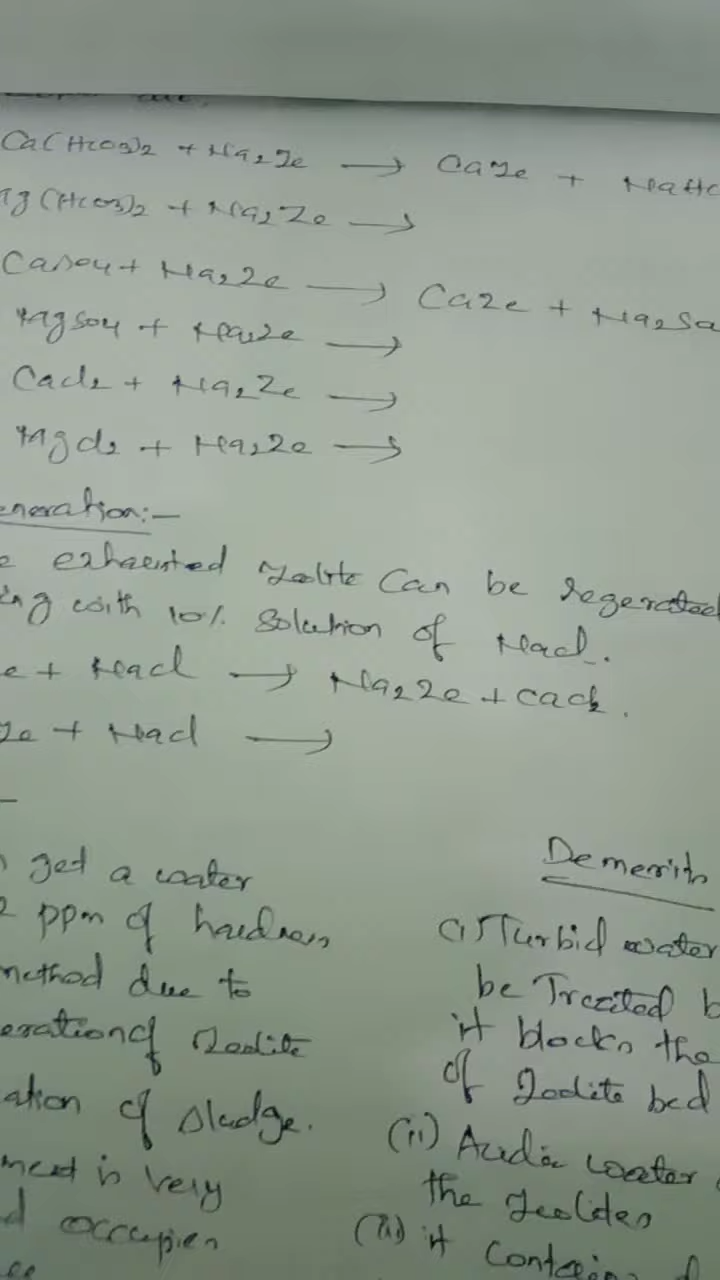 Ca(HCO3)2 + Na2Ze → CaZe + NaHC
Mg(HCO3)2 + Na2Ze →
CaSO4 + Na2Ze → CaZe + Na2SO
MgSO4 + Na2Ze →
CaCl2 + Na2Ze →
MgCl2 + Na2Ze →
eneration:-
e exhausted zeolite can be regerated
ing with 10% solution of NaCl.
e + NaCl → Na2Ze + CaCl2.
Ze + NaCl →
get a water
2 ppm of hardness
method due to
eration of Zeolite
ation of sludge.
ment is very
d occupies
Demerits
(i) Turbid water
be Treated b
it blocks the
of Zeolite bed
(ii) Acidic water
the zeolites
(iii) it contains